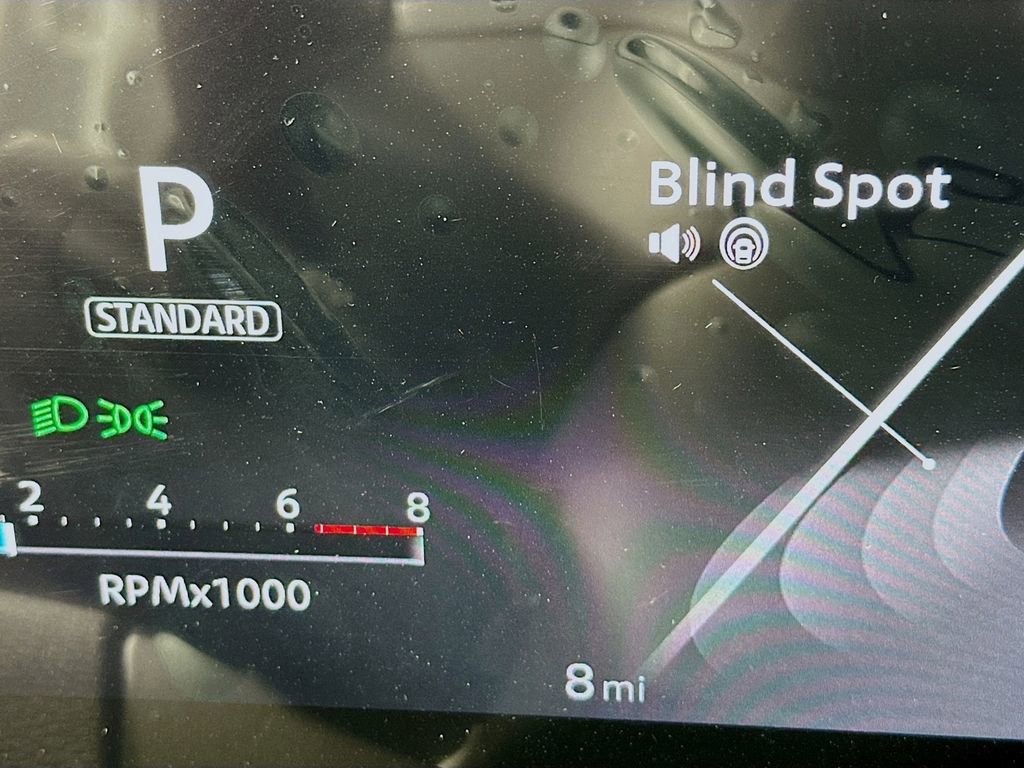 P
STANDARD
Blind Spot
2 4 6 8
RPMx1000
8 mi